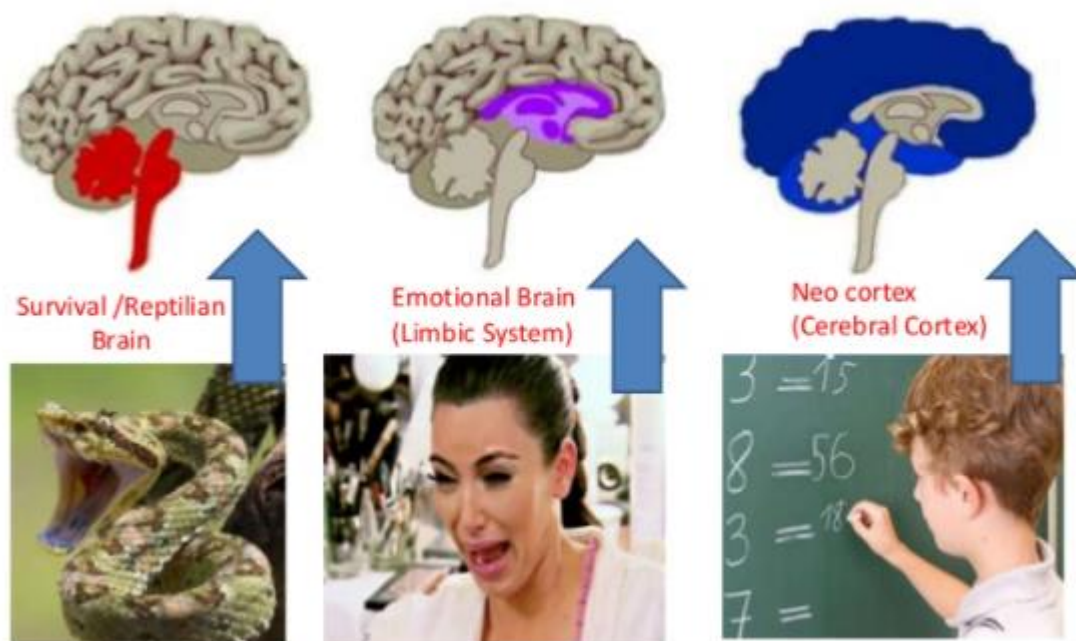 Survival /Reptilian
Brain
Emotional Brain
(Limbic System)
Neo cortex
(Cerebral Cortex)
3 =15
8 =56
3 = 18
7 =